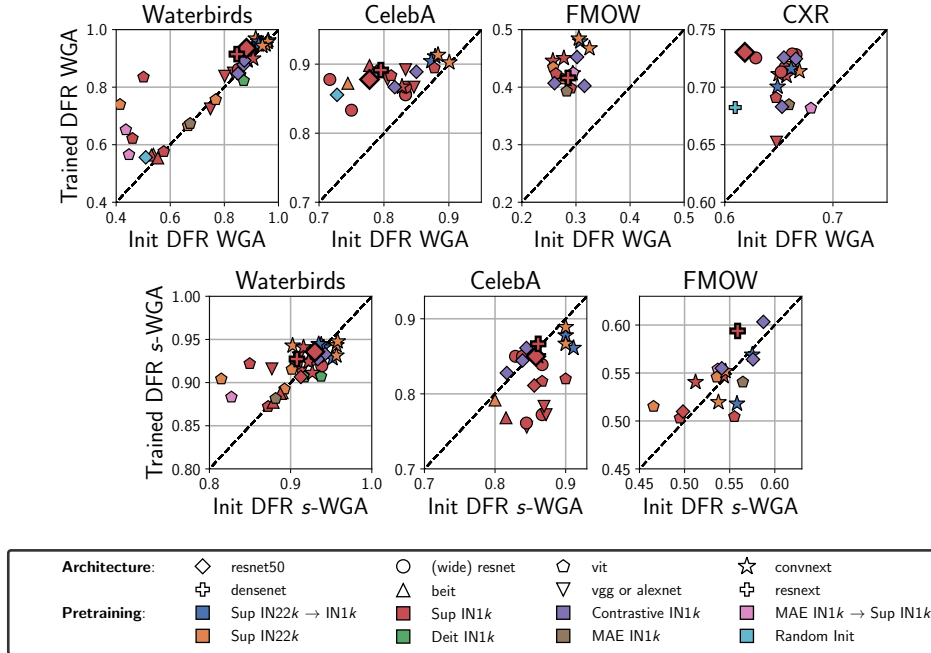 Waterbirds CelebA FMOW CXR
Trained DFR WGA
1.0 0.8 0.6 0.4
0.9 0.8 0.7
0.5 0.4 0.3 0.2
0.75 0.70 0.65 0.60
0.4 0.6 0.8 1.0 0.7 0.8 0.9 0.2 0.3 0.4 0.5 0.6 0.7
Init DFR WGA Init DFR WGA Init DFR WGA Init DFR WGA
Waterbirds CelebA FMOW
Trained DFR s-WGA
1.00 0.95 0.90 0.85 0.80
0.9 0.8 0.7
0.60 0.55 0.50 0.45
0.8 0.9 1.0 0.7 0.8 0.9 0.45 0.50 0.55 0.60
Init DFR s-WGA Init DFR s-WGA Init DFR s-WGA
Architecture: resnet50 (wide) resnet vit convnext
densenet beit vgg or alexnet resnext
Pretraining: Sup IN22k → IN1k Sup IN1k Contrastive IN1k MAE IN1k → Sup IN1k
Sup IN22k Deit IN1k MAE IN1k Random Init